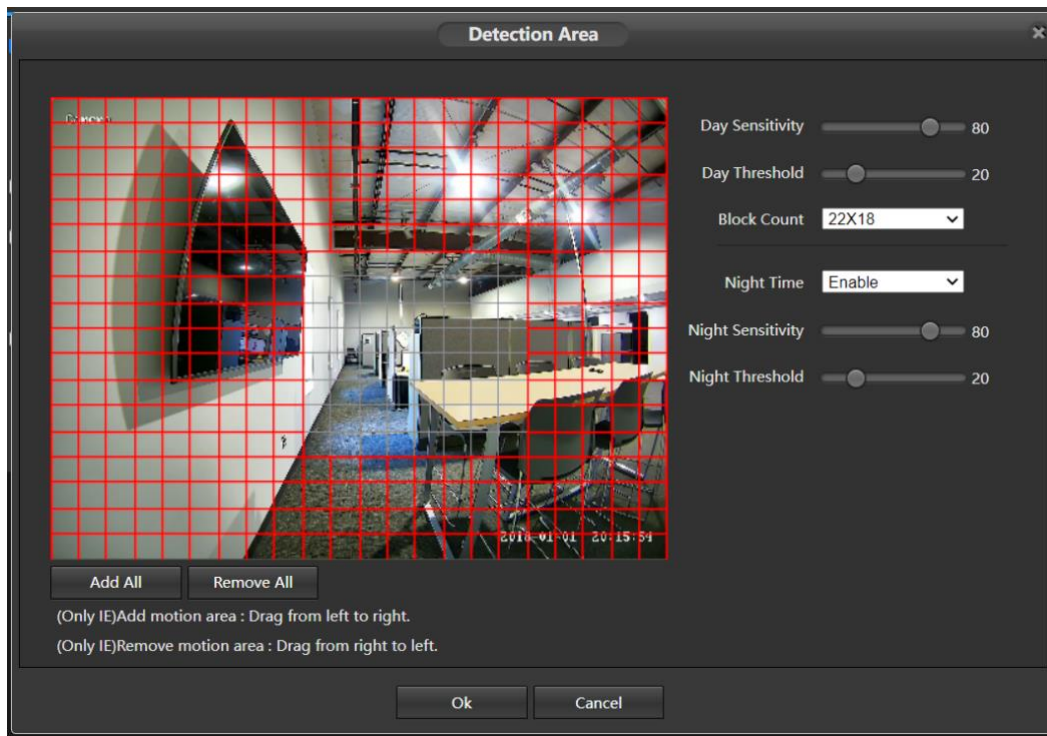 Detection Area
Day Sensitivity 80
Day Threshold 20
Block Count 22X18
Night Time Enable
Night Sensitivity 80
Night Threshold 20
2018-01-01 20:15:54
Add All Remove All
(Only IE)Add motion area : Drag from left to right.
(Only IE)Remove motion area : Drag from right to left.
Ok Cancel